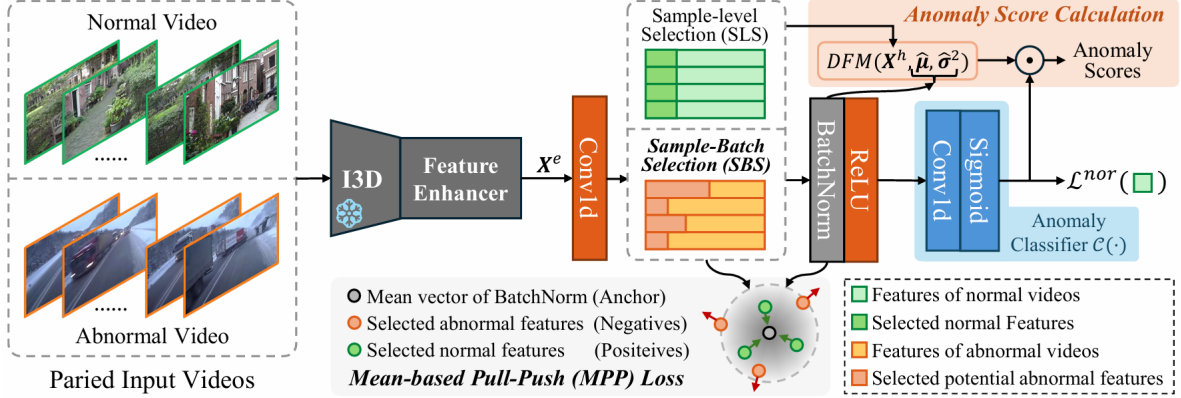 Normal Video
......
......
Abnormal Video
Paried Input Videos
I3D
Feature
Enhancer
X^e
Conv1d
Sample-level
Selection (SLS)
Sample-Batch
Selection (SBS)
BatchNorm
ReLU
Anomaly Score Calculation
DFM(X^h, μ̂, σ̂²)
Anomaly
Scores
Conv1d
Sigmoid
ℒ^nor( )
Anomaly
Classifier 𝒞(·)
Mean vector of BatchNorm (Anchor)
Selected abnormal features (Negatives)
Selected normal features (Positeives)
Mean-based Pull-Push (MPP) Loss
Features of normal videos
Selected normal Features
Features of abnormal videos
Selected potential abnormal features